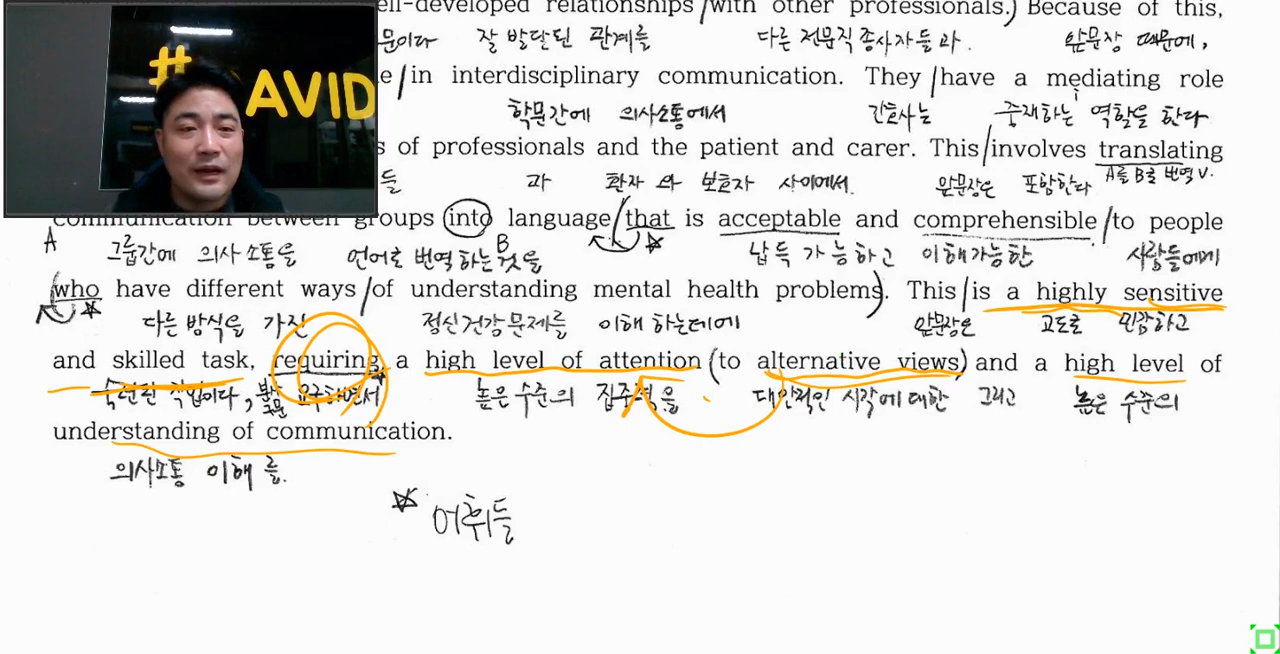 ell-developed relationships / with other professionals.) Because of this,
문이다 잘 발달된 관계를 다른 전문직 종사자들과. 앞문장 때문에,
# AVID
e / in interdisciplinary communication. They / have a mediating role
학문간에 의사소통에서 간호사는 중재하는 역할을 한다
s of professionals and the patient and carer. This / involves translating
들 과 환자 와 보호자 사이에서. 앞문장은 포함한다 A를 B로 번역 V.
communication between groups into language / that is acceptable and comprehensible / to people
A 그룹간에 의사소통을 언어로 번역하는 것을 B 납득 가능하고 이해가능한 사람들에게
who have different ways / of understanding mental health problems). This / is a highly sensitive
다른 방식을 가진 정신건강문제를 이해하는데에 앞문장은 고도로 민감하고
and skilled task, requiring a high level of attention (to alternative views) and a high level of
숙련된 작업이다, 요구하면서 높은 수준의 집중력을 대안적인 시각에 대한 그리고 높은 수준의
understanding of communication.
의사소통 이해를.
어휘들